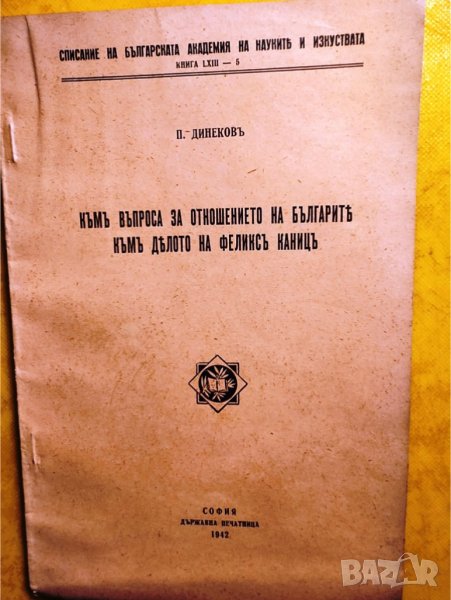 СПИСАНИЕ НА БЪЛГАРСКАТА АКАДЕМИЯ НА НАУКИТѢ И ИЗКУСТВАТА
КНИГА LXIII — 5
П. ДИНЕКОВЪ
КЪМЪ ВЪПРОСА ЗА ОТНОШЕНИЕТО НА БЪЛГАРИТѢ
КЪМЪ ДѢЛОТО НА ФЕЛИКСЪ КАНИЦЪ
СОФИЯ
ДЪРЖАВНА ПЕЧАТНИЦА
1942
BAZAR